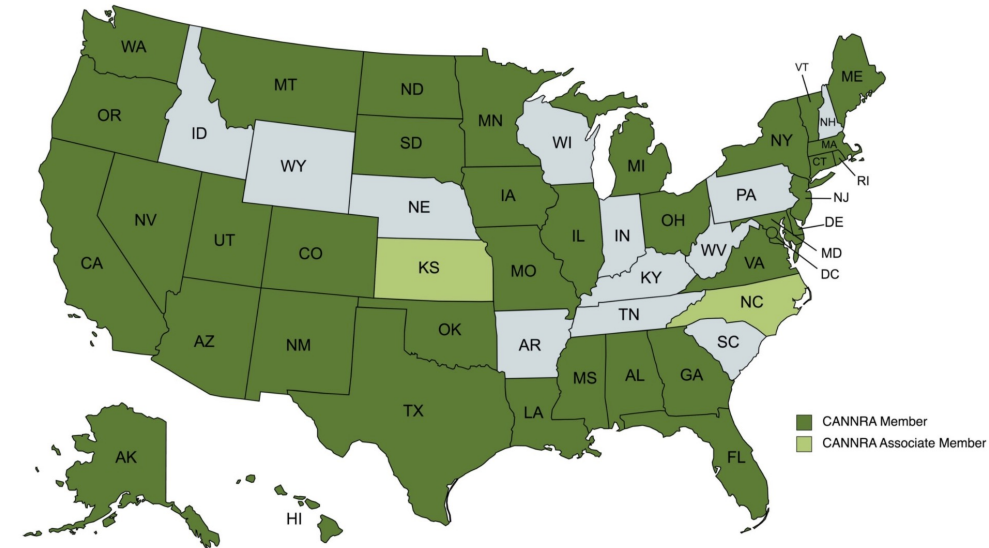 WA
MT
ND
MN
OR
ID
WY
SD
WI
MI
VT
ME
NH
NY
MA
CT
RI
NV
UT
CO
NE
IA
IL
IN
OH
PA
NJ
DE
MD
DC
CA
KS
MO
KY
WV
VA
AZ
NM
OK
AR
TN
NC
SC
TX
LA
MS
AL
GA
FL
AK
HI
CANNRA Member
CANNRA Associate Member